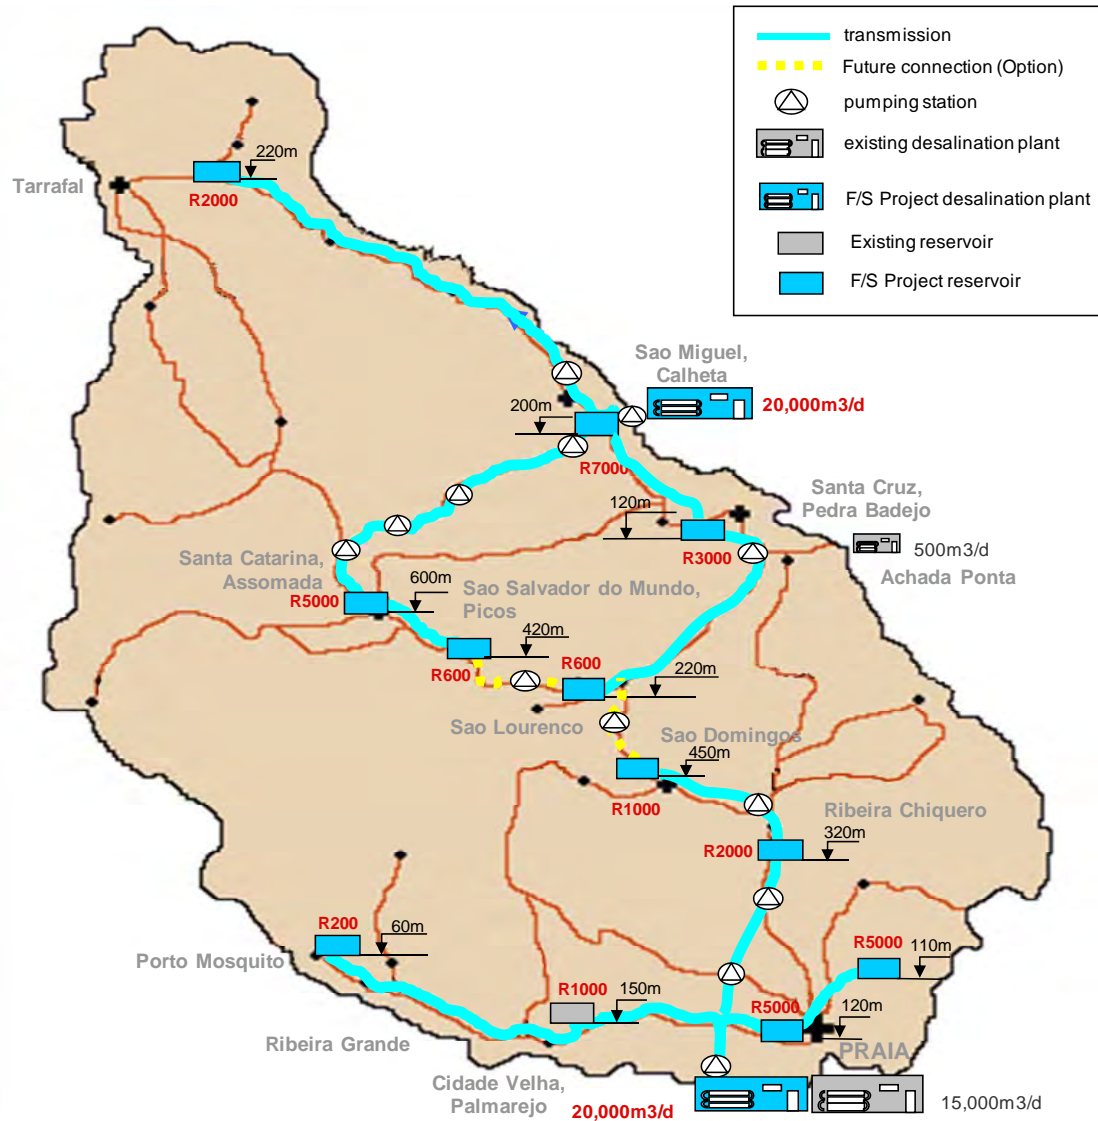 transmission
Future connection (Option)
pumping station
existing desalination plant
F/S Project desalination plant
Existing reservoir
F/S Project reservoir
220m
Tarrafal
R2000
Sao Miguel,
Calheta
20,000m3/d
200m
R7000
Santa Cruz,
Pedra Badejo
120m
R3000
500m3/d
Achada Ponta
Santa Catarina,
Assomada
R5000
600m
Sao Salvador do Mundo,
Picos
420m
R600
R600
220m
Sao Lourenco
Sao Domingos
450m
R1000
Ribeira Chiquero
R2000
320m
R200
60m
Porto Mosquito
R5000
110m
R1000
150m
R5000
120m
Ribeira Grande
PRAIA
Cidade Velha,
Palmarejo
20,000m3/d
15,000m3/d